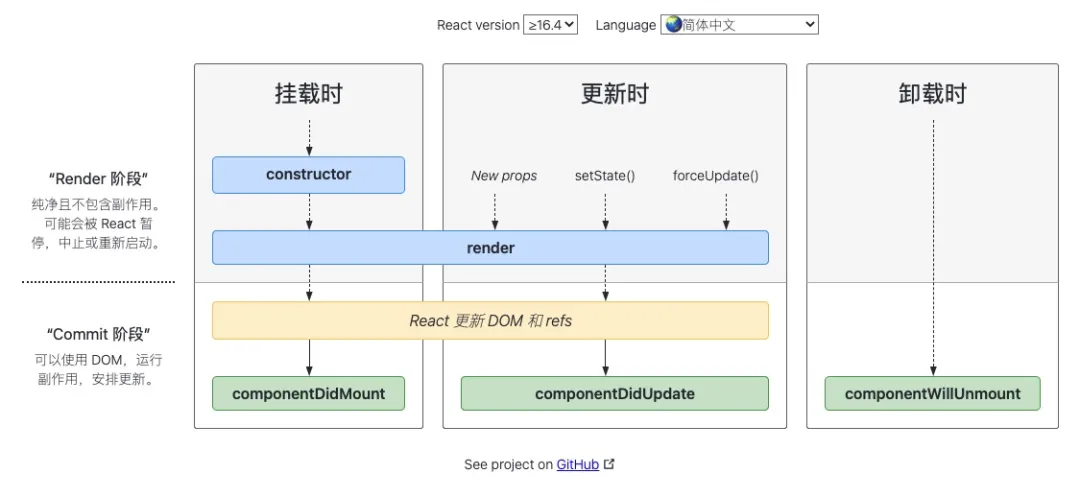 React version ≥16.4 Language 简体中文
挂载时
更新时
卸载时
“Render 阶段”
纯净且不包含副作用。
可能会被 React 暂
停，中止或重新启动。
constructor
New props
setState()
forceUpdate()
render
“Commit 阶段”
可以使用 DOM，运行
副作用，安排更新。
React 更新 DOM 和 refs
componentDidMount
componentDidUpdate
componentWillUnmount
See project on GitHub